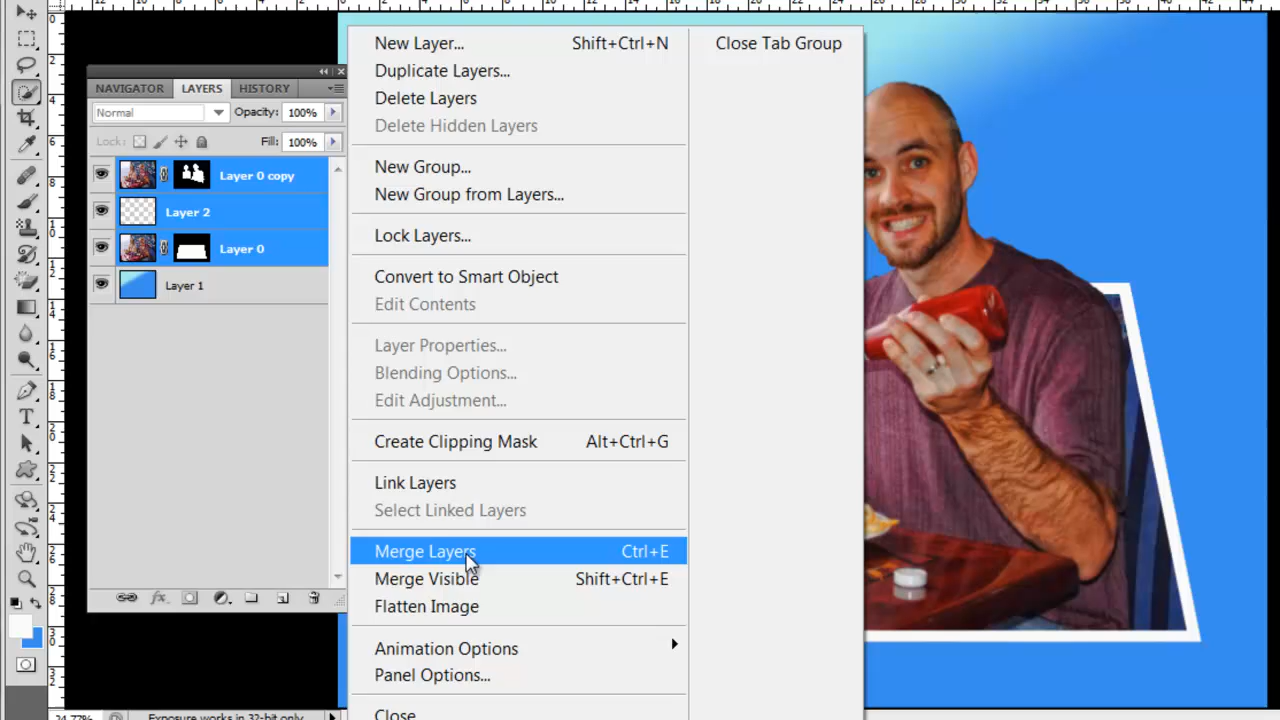 NAVIGATOR LAYERS HISTORY
Normal Opacity: 100%
Lock: Fill: 100%
Layer 0 copy
Layer 2
Layer 0
Layer 1
New Layer... Shift+Ctrl+N
Duplicate Layers...
Delete Layers
Delete Hidden Layers
New Group...
New Group from Layers...
Lock Layers...
Convert to Smart Object
Edit Contents
Layer Properties...
Blending Options...
Edit Adjustment...
Create Clipping Mask Alt+Ctrl+G
Link Layers
Select Linked Layers
Merge Layers Ctrl+E
Merge Visible Shift+Ctrl+E
Flatten Image
Animation Options
Panel Options...
Close
Close Tab Group
24.77% Exposure works in 32-bit only